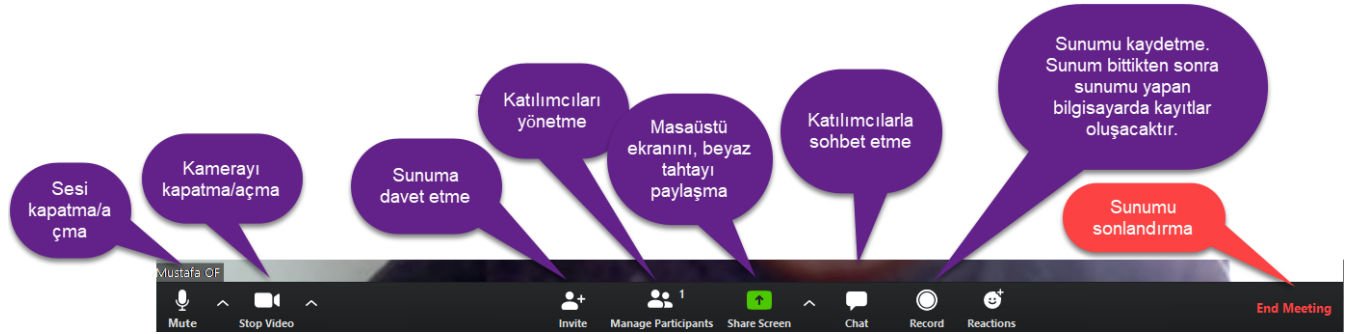 Sesi
kapatma/a
çma
Kamerayı
kapatma/açma
Sunuma
davet etme
Katılımcıları
yönetme
Masaüstü
ekranını, beyaz
tahtayı
paylaşma
Katılımcılarla
sohbet etme
Sunumu kaydetme.
Sunum bittikten sonra
sunumu yapan
bilgisayarda kayıtlar
oluşacaktır.
Sunumu
sonlandırma
Mustafa OF
1
Mute
Stop Video
Invite
Manage Participants
Share Screen
Chat
Record
Reactions
End Meeting